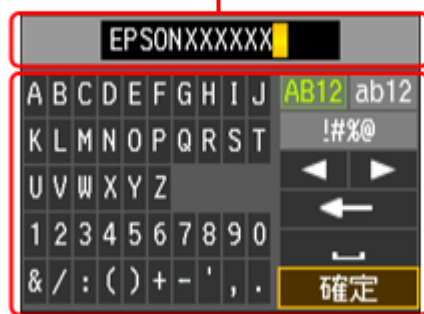 EPSONXXXXXX
A B C D E F G H I J AB12 ab12
K L M N O P Q R S T !#%@
U V W X Y Z
1 2 3 4 5 6 7 8 9 0
& / : ( ) + - ' , . 確定